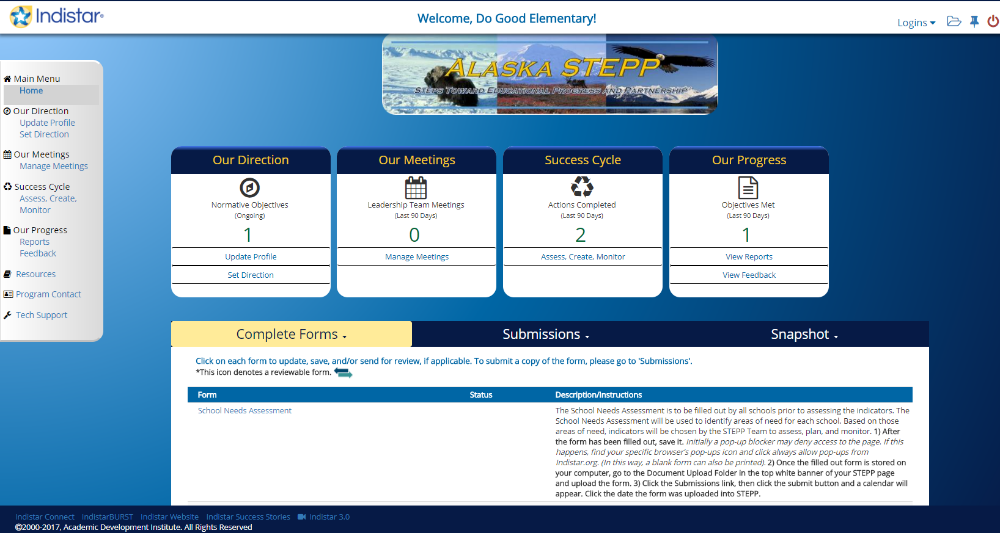 Indistar®
Welcome, Do Good Elementary!
Logins
ALASKA STEPP
STEPS TOWARD EDUCATIONAL PROGRESS AND PARTNERSHIP
Main Menu
Home
Our Direction
Update Profile
Set Direction
Our Meetings
Manage Meetings
Success Cycle
Assess, Create,
Monitor
Our Progress
Reports
Feedback
Resources
Program Contact
Tech Support
Our Direction
Normative Objectives
(Ongoing)
1
Update Profile
Set Direction
Our Meetings
Leadership Team Meetings
(Last 90 Days)
0
Manage Meetings
Success Cycle
Actions Completed
(Last 90 Days)
2
Assess, Create, Monitor
Our Progress
Objectives Met
(Last 90 Days)
1
View Reports
View Feedback
Complete Forms
Submissions
Snapshot
Click on each form to update, save, and/or send for review, if applicable. To submit a copy of the form, please go to 'Submissions'.
*This icon denotes a reviewable form.
Form Status Description/Instructions
School Needs Assessment
The School Needs Assessment is to be filled out by all schools prior to assessing the indicators. The
School Needs Assessment will be used to identify areas of need for each school. Based on those
areas of need, indicators will be chosen by the STEPP Team to assess, plan, and monitor. 1) After
the form has been filled out, save it. Initially a pop-up blocker may deny access to the page. If this
happens, find your specific browser's pop-ups icon and click always allow pop-ups from
Indistar.org. (In this way, a blank form can also be printed). 2) Once the filled out form is stored on
your computer, go to the Document Upload Folder in the top white banner of your STEPP page
and upload the form. 3) Click the Submissions link, then click the submit button and a calendar will
appear. Click the date the form was uploaded into STEPP.
Indistar Connect IndistarBURST Indistar Website Indistar Success Stories Indistar 3.0
©2000-2017, Academic Development Institute. All Rights Reserved